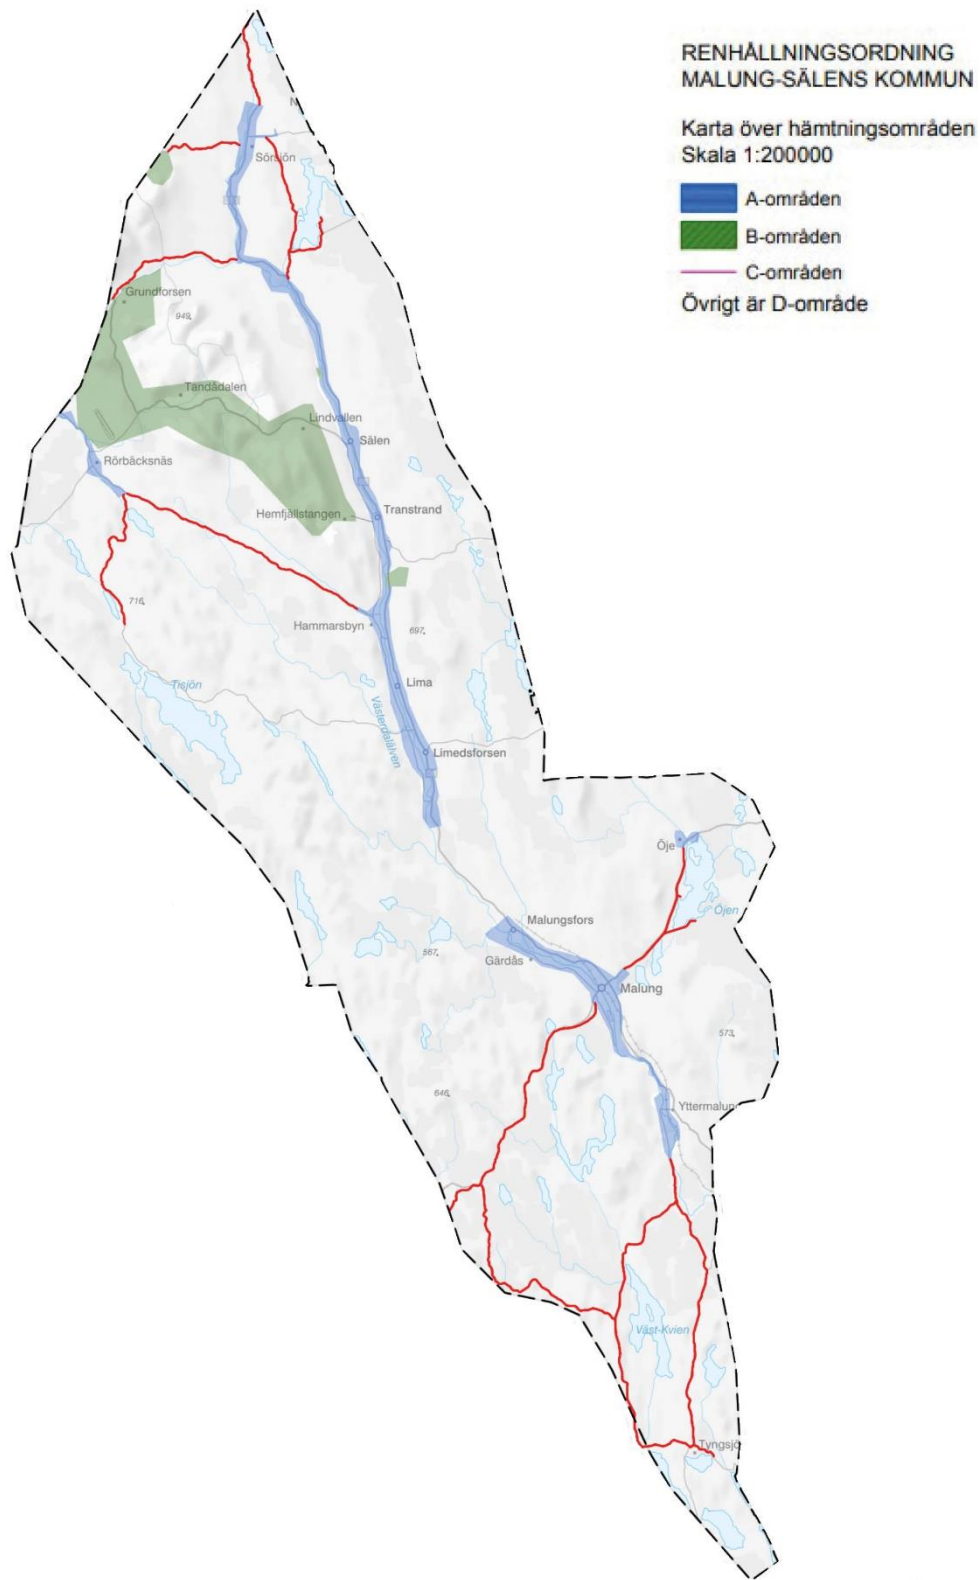 RENHÅLLNINGSORDNING
MALUNG-SÄLENS KOMMUN
Karta över hämtningsområden
Skala 1:200000
A-områden
B-områden
C-områden
Övrigt är D-område
N
Sörsjön
Grundforsen
949
Tandådalen
Lindvallen
Sälen
Rörbäcksnäs
Hemfjällstangen
Transtrand
716
Hammarsbyn
697
Tisjön
Lima
Västerdalälven
Limedsforsen
Öje
Öjen
Malungsfors
567
Gärdås
Malung
573
646
Yttermalun
Väst-Kvien
Tyngsjö